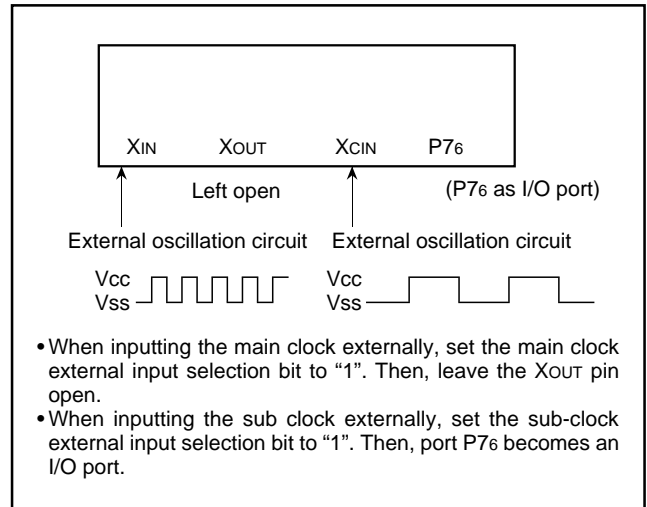 XIN XOUT XCIN P76
Left open (P76 as I/O port)
External oscillation circuit External oscillation circuit
Vcc Vcc
Vss Vss
•When inputting the main clock externally, set the main clock
external input selection bit to “1”. Then, leave the XOUT pin
open.
•When inputting the sub clock externally, set the sub-clock
external input selection bit to “1”. Then, port P76 becomes an
I/O port.